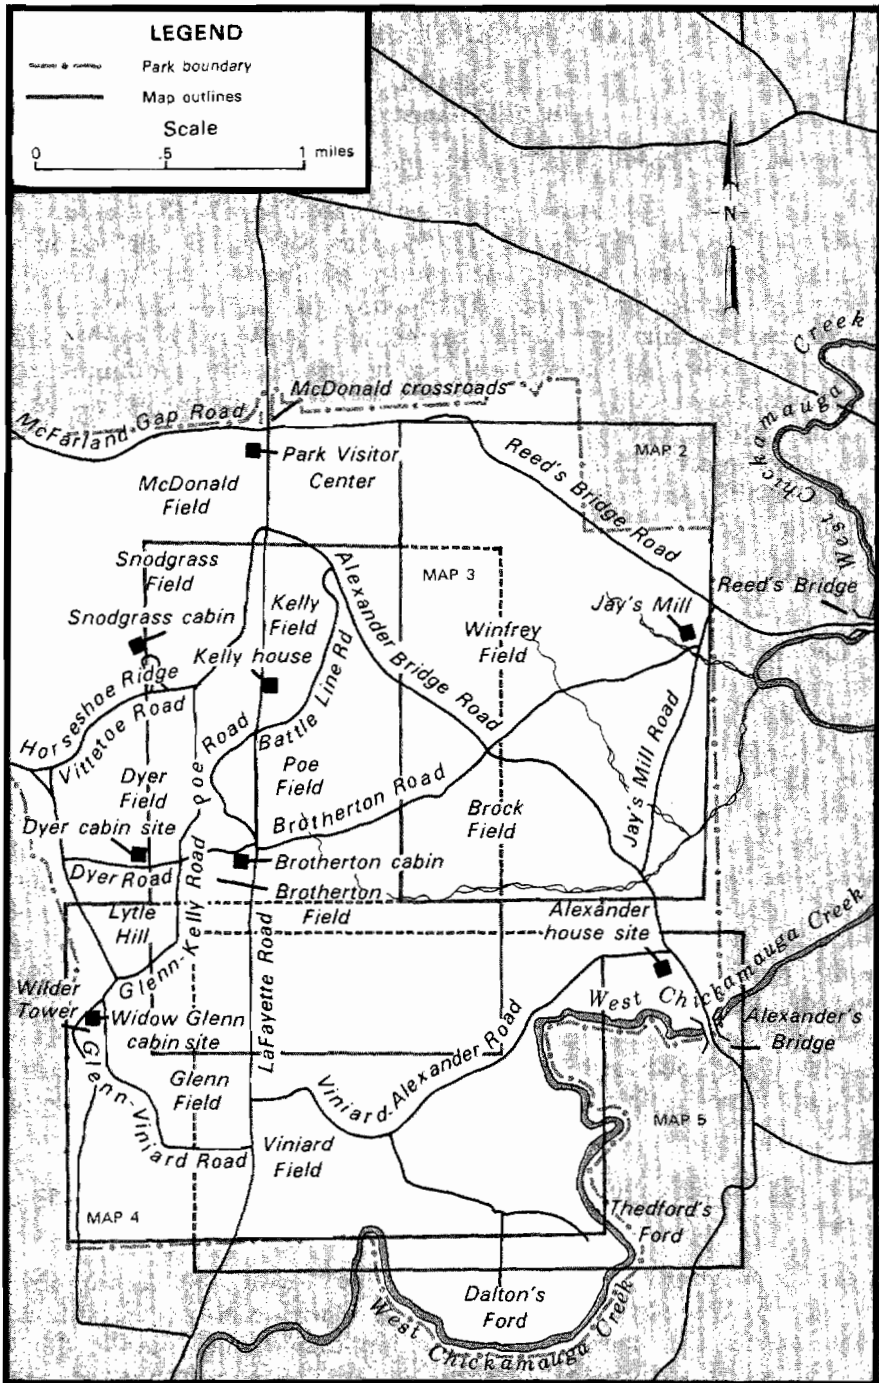 LEGEND
Park boundary
Map outlines
Scale
0 .5 1 miles
N
McDonald crossroads
McFarland Gap Road
Park Visitor
Center
McDonald
Field
MAP 2
Reed's Bridge Road
West Chickamauga Creek
Reed's Bridge
Snodgrass
Field
MAP 3
Alexander Bridge Road
Snodgrass cabin
Kelly
Field
Jay's Mill
Winfrey
Field
Kelly house
Battle Line Rd
Horseshoe Ridge
Vittetoe Road
Poe Road
Jay's Mill Road
Dyer
Field
Poe
Field
Brotherton Road
Brock
Field
Dyer cabin site
Dyer Road
Brotherton cabin
Brotherton
Field
Lytle
Hill
Glenn-Kelly Road
LaFayette Road
Alexander
house site
West Chickamauga Creek
Wilder
Tower
Widow Glenn
cabin site
Alexander's
Bridge
Glenn-Viniard Road
Glenn
Field
Viniard-Alexander Road
MAP 5
Viniard
Field
MAP 4
Thedford's
Ford
Dalton's
Ford
West Chickamauga Creek